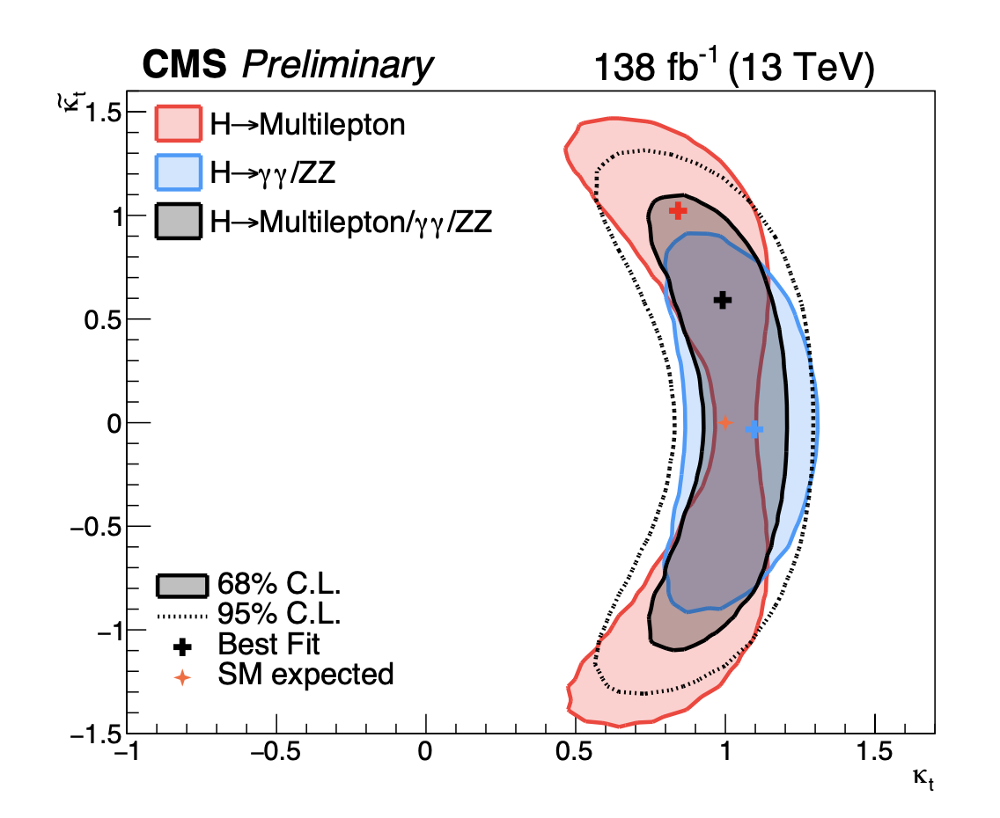 CMS Preliminary 138 fb⁻¹ (13 TeV)
κ̃ₜ
1.5
H→Multilepton
H→γγ/ZZ
1
H→Multilepton/γγ/ZZ
0.5
0
−0.5
68% C.L.
95% C.L.
−1
Best Fit
SM expected
−1.5
−1 −0.5 0 0.5 1 1.5
κₜ